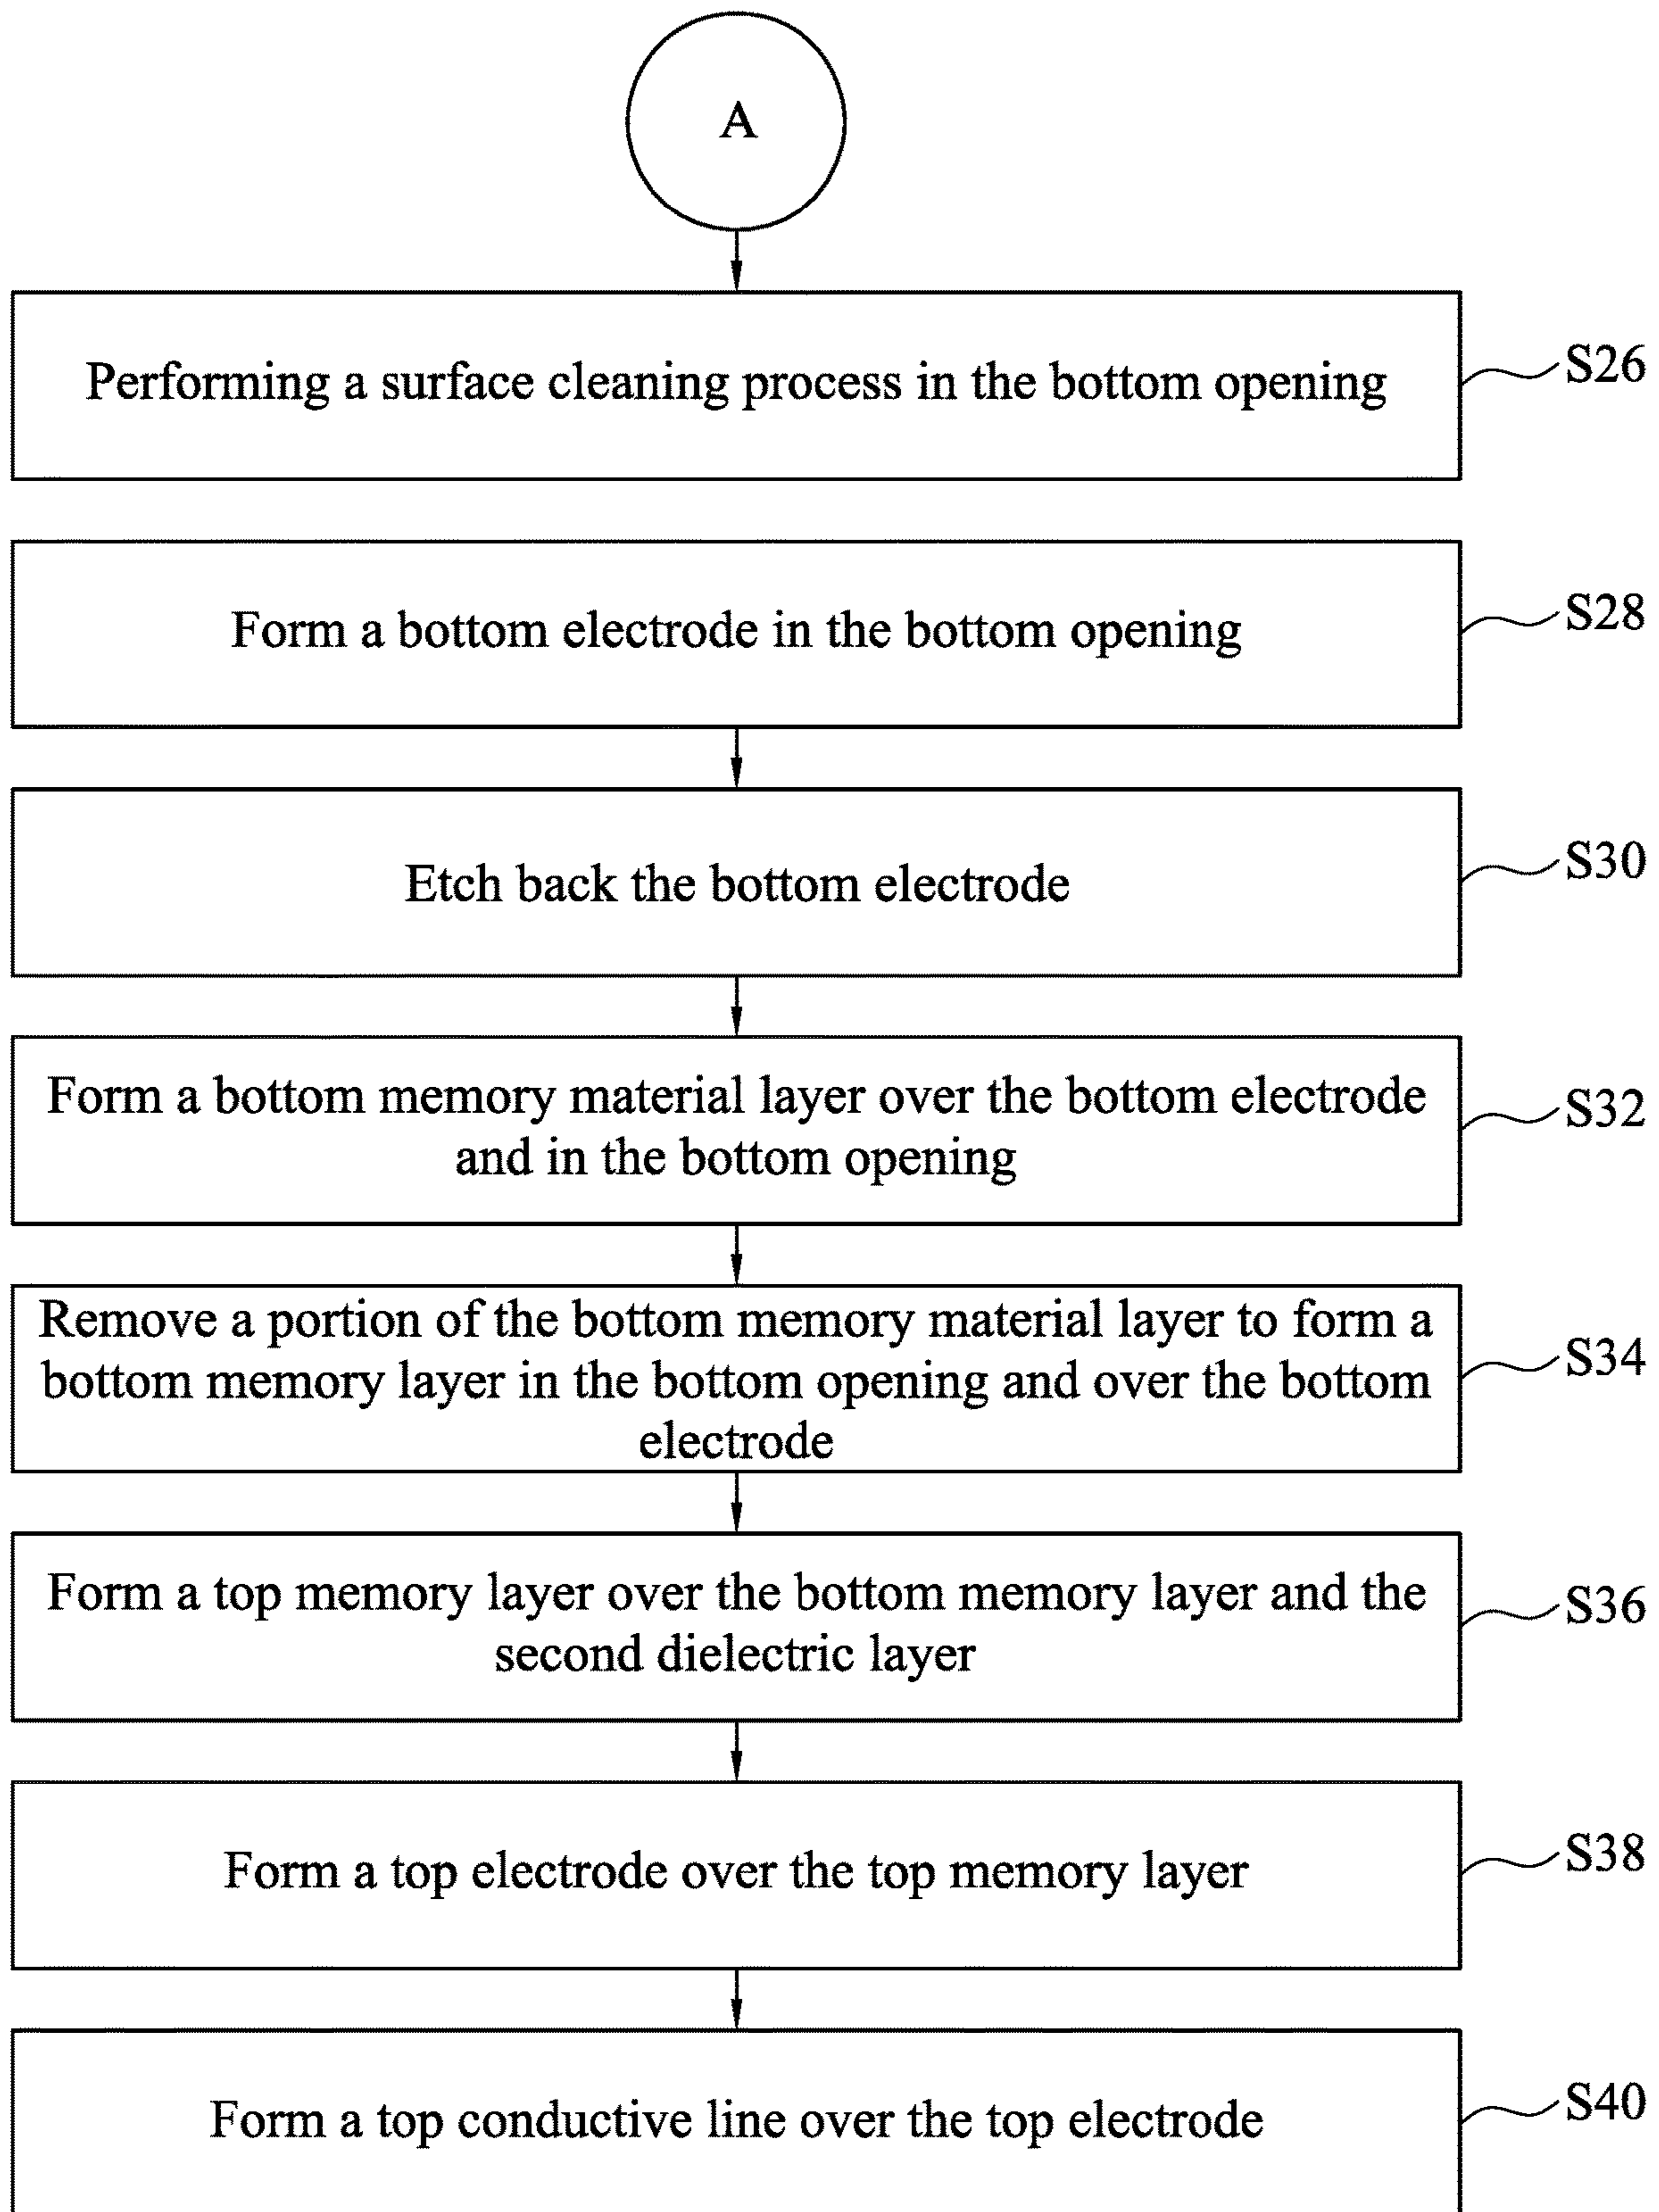 A
Performing a surface cleaning process in the bottom opening
S26
Form a bottom electrode in the bottom opening
S28
Etch back the bottom electrode
S30
Form a bottom memory material layer over the bottom electrode
and in the bottom opening
S32
Remove a portion of the bottom memory material layer to form a
bottom memory layer in the bottom opening and over the bottom
electrode
S34
Form a top memory layer over the bottom memory layer and the
second dielectric layer
S36
Form a top electrode over the top memory layer
S38
Form a top conductive line over the top electrode
S40